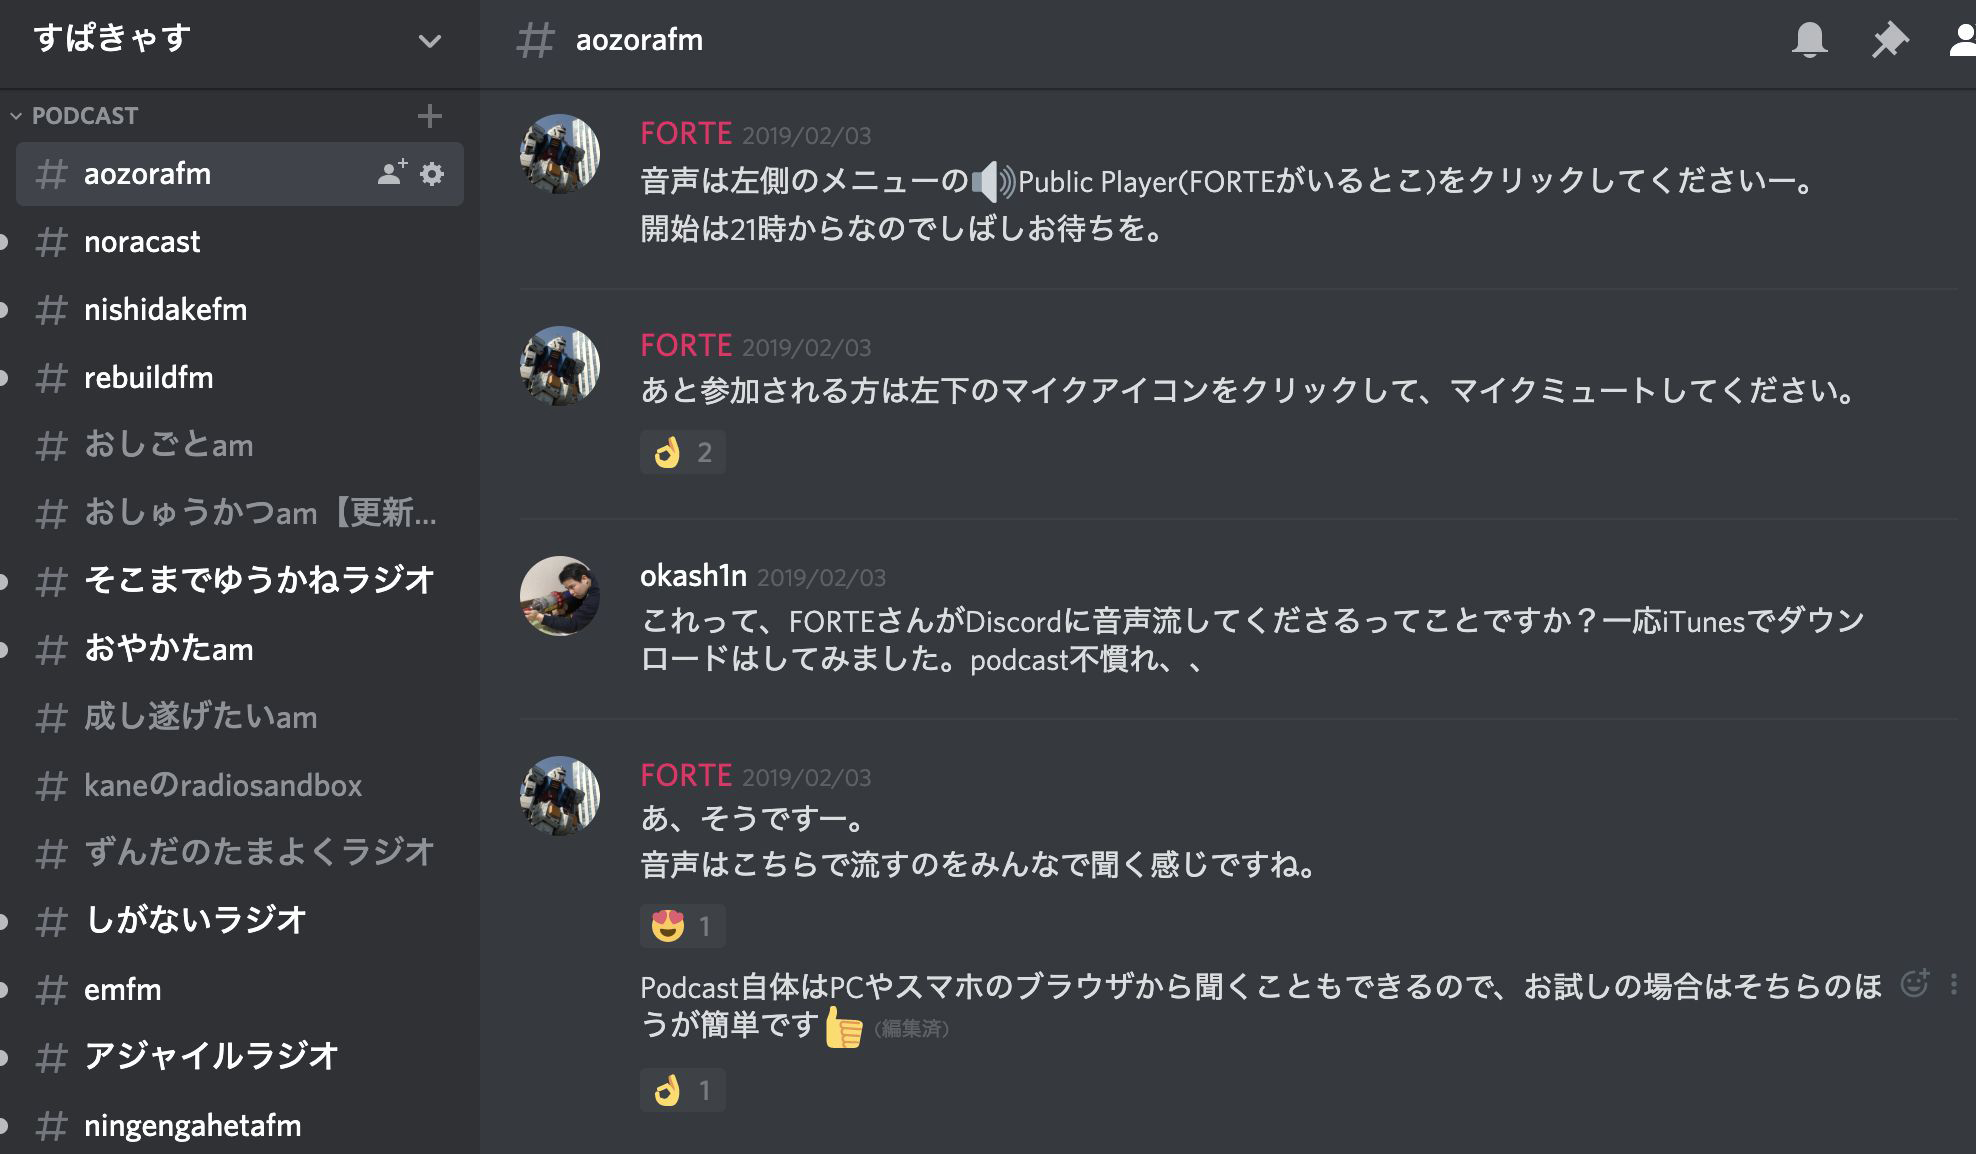 すぱきゃす
PODCAST
# aozorafm
# noracast
# nishidakefm
# rebuildfm
# おしごとam
# おしゅうかつam【更新...
# そこまでゆうかねラジオ
# おやかたam
# 成し遂げたいam
# kaneのradiosandbox
# ずんだのたまよくラジオ
# しがないラジオ
# emfm
# アジャイルラジオ
# ningengahetafm
# aozorafm
FORTE 2019/02/03
音声は左側のメニューの🔊Public Player(FORTEがいるとこ)をクリックしてくださいー。
開始は21時からなのでしばしお待ちを。
FORTE 2019/02/03
あと参加される方は左下のマイクアイコンをクリックして、マイクミュートしてください。
👌 2
okash1n 2019/02/03
これって、FORTEさんがDiscordに音声流してくださるってことですか？一応iTunesでダウン
ロードはしてみました。podcast不慣れ、、
FORTE 2019/02/03
あ、そうですー。
音声はこちらで流すのをみんなで聞く感じですね。
😍 1
Podcast自体はPCやスマホのブラウザから聞くこともできるので、お試しの場合はそちらのほ
うが簡単です👍 (編集済)
👌 1